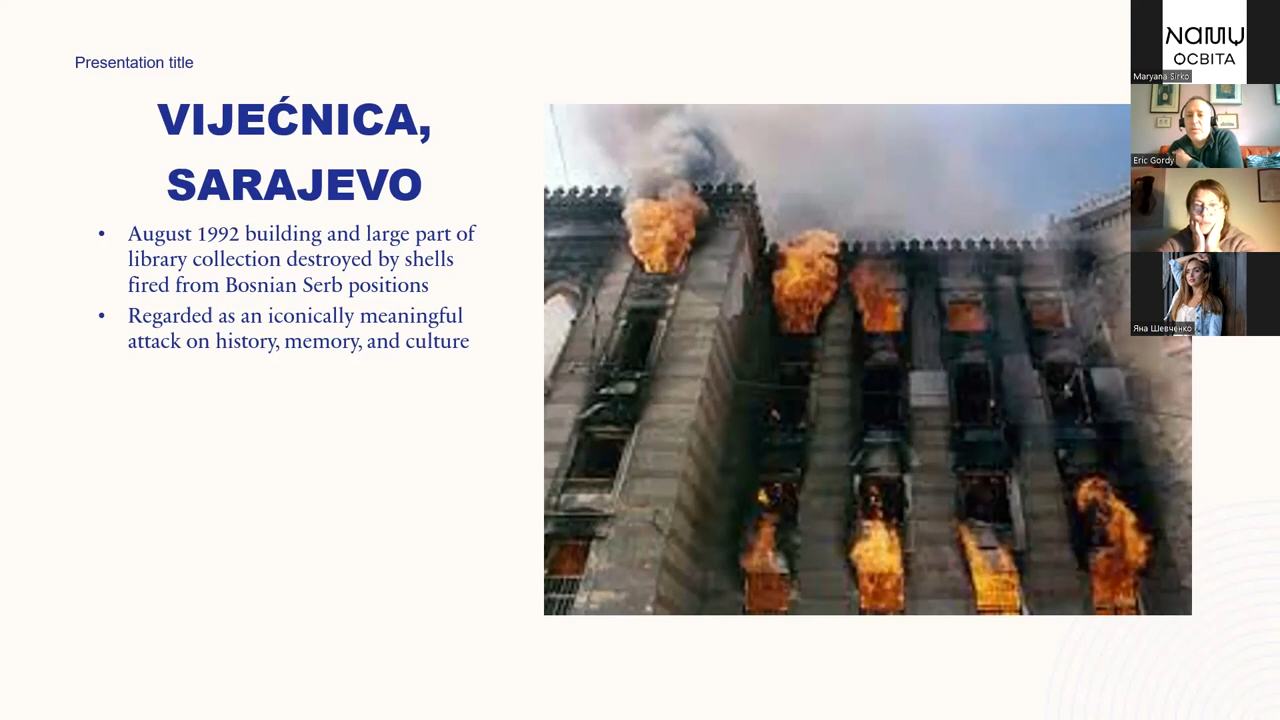 Presentation title
VIJEĆNICA,
SARAJEVO
• August 1992 building and large part of
library collection destroyed by shells
fired from Bosnian Serb positions
• Regarded as an iconically meaningful
attack on history, memory, and culture
NAMU
ОСВІТА
Maryana Sirko
Eric Gordy
Яна Шевченко